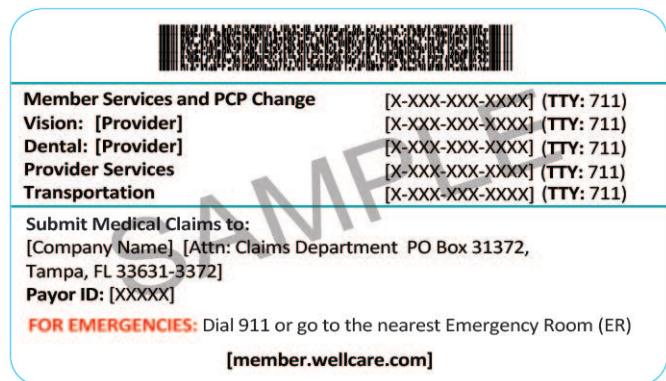 Member Services and PCP Change [X-XXX-XXX-XXXX] (TTY: 711)
Vision: [Provider] [X-XXX-XXX-XXXX] (TTY: 711)
Dental: [Provider] [X-XXX-XXX-XXXX] (TTY: 711)
Provider Services [X-XXX-XXX-XXXX] (TTY: 711)
Transportation [X-XXX-XXX-XXXX] (TTY: 711)
SAMPLE
Submit Medical Claims to:
[Company Name] [Attn: Claims Department PO Box 31372,
Tampa, FL 33631-3372]
Payor ID: [XXXXX]
FOR EMERGENCIES: Dial 911 or go to the nearest Emergency Room (ER)
[member.wellcare.com]